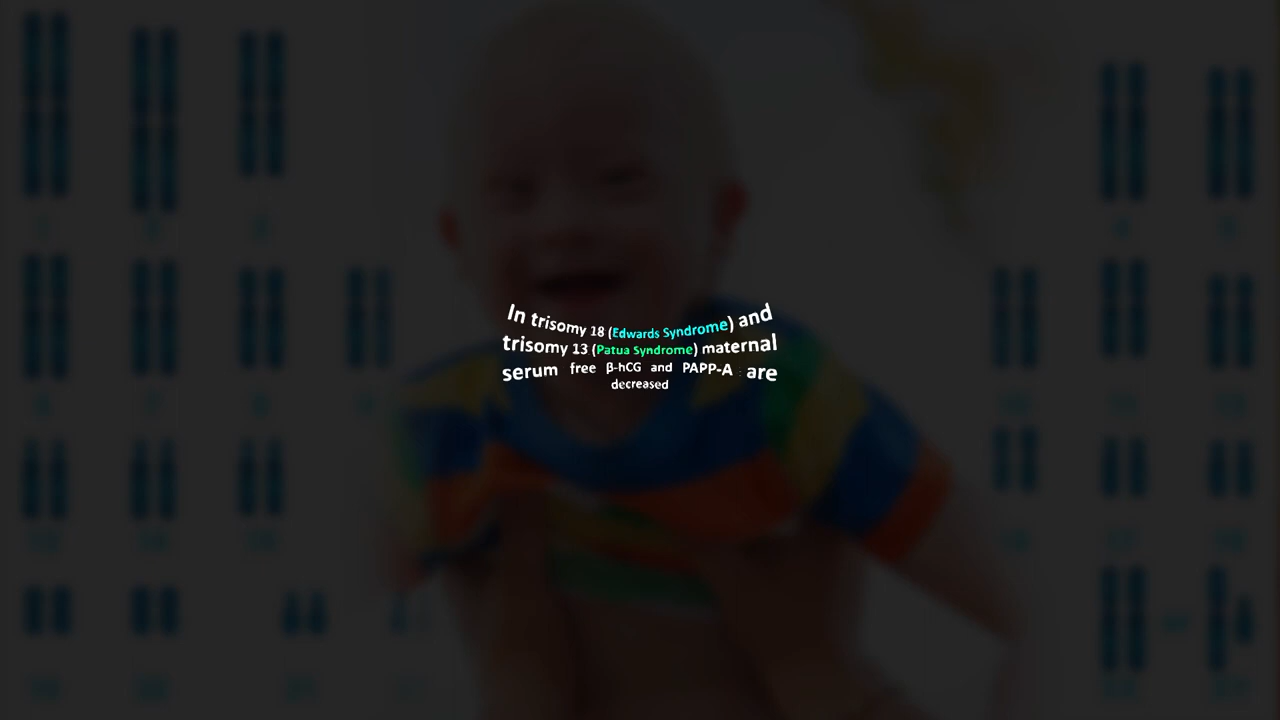 In trisomy 18 (Edwards Syndrome) and
trisomy 13 (Patua Syndrome) maternal
serum free β-hCG and PAPP-A are
decreased